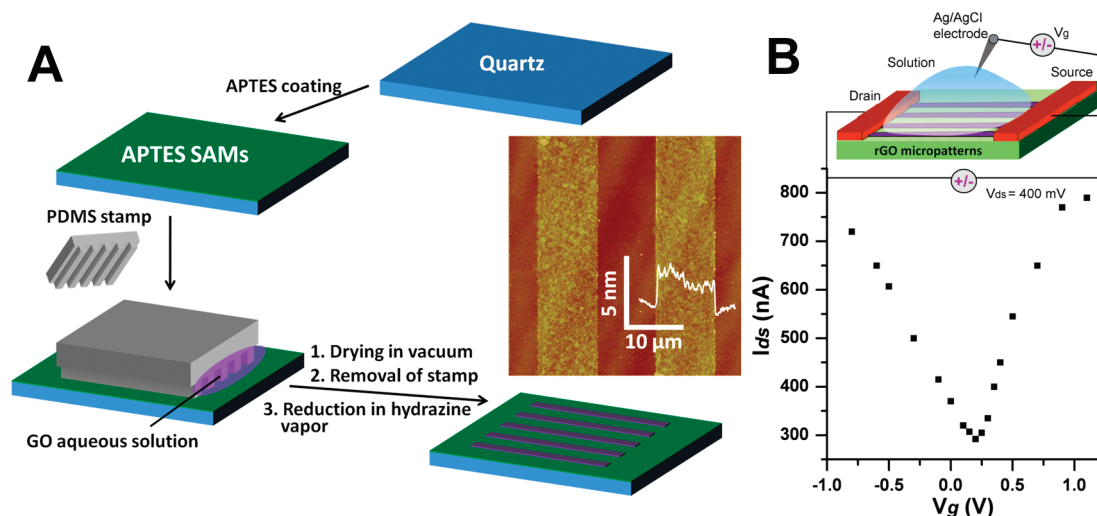 A
Quartz
APTES coating
APTES SAMs
PDMS stamp
GO aqueous solution
1. Drying in vacuum
2. Removal of stamp
3. Reduction in hydrazine
vapor
5 nm
10 μm
B
Ag/AgCl
electrode
+/-
Vg
Solution
Source
Drain
rGO micropatterns
+/-
Vds = 400 mV
800
700
600
500
400
300
Ids (nA)
-1.0
-0.5
0.0
0.5
1.0
Vg (V)